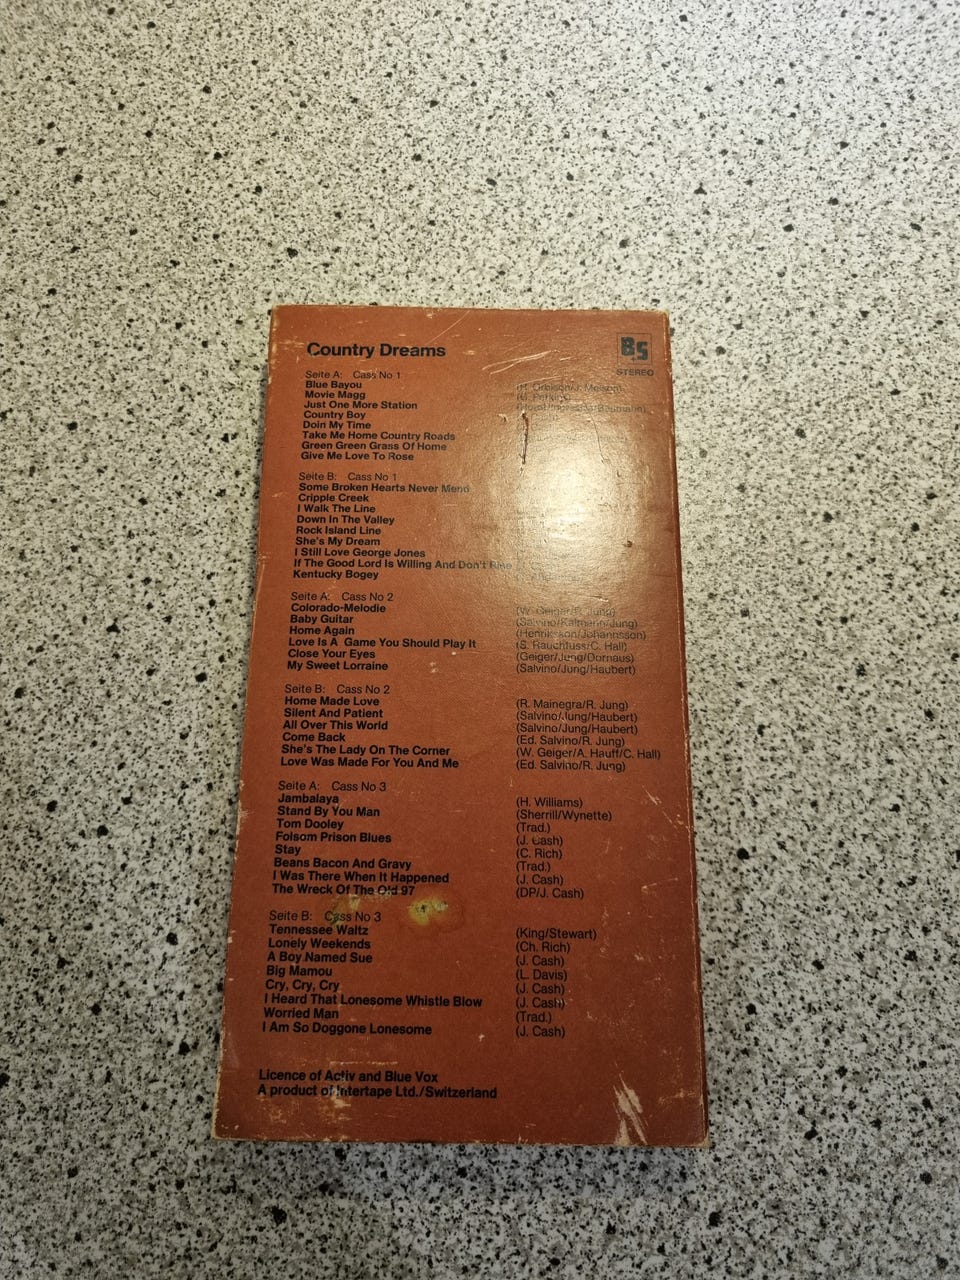 Country Dreams
BS
STEREO
Seite A: Cass No 1
Blue Bayou (R. Orbison/J. Melson)
Movie Magg (C. Perkins)
Just One More Station
Country Boy
Doin My Time
Take Me Home Country Roads
Green Green Grass Of Home
Give Me Love To Rose
Seite B: Cass No 1
Some Broken Hearts Never Mend
Cripple Creek
I Walk The Line
Down In The Valley
Rock Island Line
She's My Dream
I Still Love George Jones
If The Good Lord Is Willing And Don't Rise
Kentucky Bogey
Seite A: Cass No 2
Colorado-Melodie (W. Geiger/R. Jung)
Baby Guitar (Salvino/Kalmann/Jung)
Home Again (Henriksson/Johannsson)
Love Is A Game You Should Play It (S. Rauchfuss/C. Hall)
Close Your Eyes (Geiger/Jung/Dornaus)
My Sweet Lorraine (Salvino/Jung/Haubert)
Seite B: Cass No 2
Home Made Love (R. Mainegra/R. Jung)
Silent And Patient (Salvino/Jung/Haubert)
All Over This World (Salvino/Jung/Haubert)
Come Back (Ed. Salvino/R. Jung)
She's The Lady On The Corner (W. Geiger/A. Hauff/C. Hall)
Love Was Made For You And Me (Ed. Salvino/R. Jung)
Seite A: Cass No 3
Jambalaya (H. Williams)
Stand By You Man (Sherrill/Wynette)
Tom Dooley (Trad.)
Folsom Prison Blues (J. Cash)
Stay (C. Rich)
Beans Bacon And Gravy (Trad.)
I Was There When It Happened (J. Cash)
The Wreck Of The Old 97 (DP/J. Cash)
Seite B: Cass No 3
Tennessee Waltz (King/Stewart)
Lonely Weekends (Ch. Rich)
A Boy Named Sue (J. Cash)
Big Mamou (L. Davis)
Cry, Cry, Cry (J. Cash)
I Heard That Lonesome Whistle Blow (J. Cash)
Worried Man (Trad.)
I Am So Doggone Lonesome (J. Cash)
Licence of Activ and Blue Vox
A product of Intertape Ltd./Switzerland